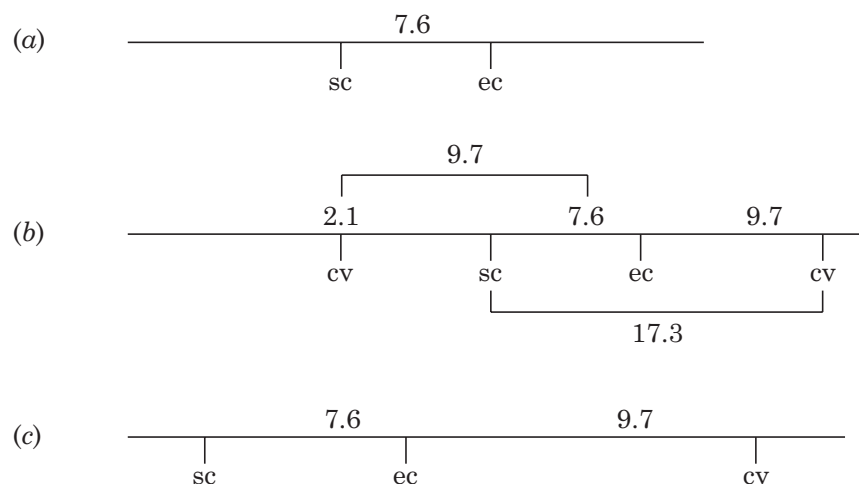 (a)
7.6
sc ec
9.7
(b)
2.1 7.6 9.7
cv sc ec cv
17.3
(c)
7.6 9.7
sc ec cv